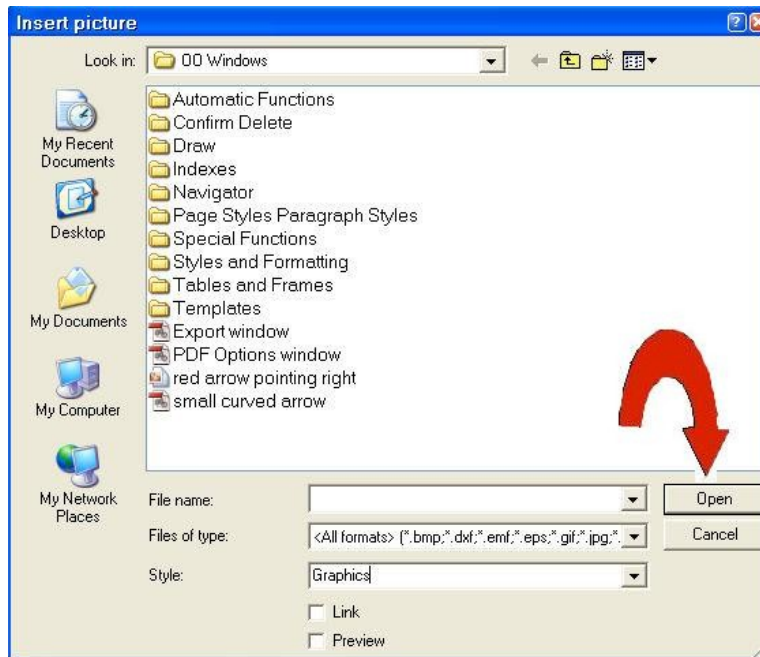 Insert picture
Look in: OO Windows
My Recent
Documents
Desktop
My Documents
My Computer
My Network
Places
Automatic Functions
Confirm Delete
Draw
Indexes
Navigator
Page Styles Paragraph Styles
Special Functions
Styles and Formatting
Tables and Frames
Templates
Export window
PDF Options window
red arrow pointing right
small curved arrow
File name:
Open
Files of type: <All formats> (*.bmp;*.dxf;*.emf;*.eps;*.gif;*.jpg;*.
Cancel
Style: Graphics
Link
Preview